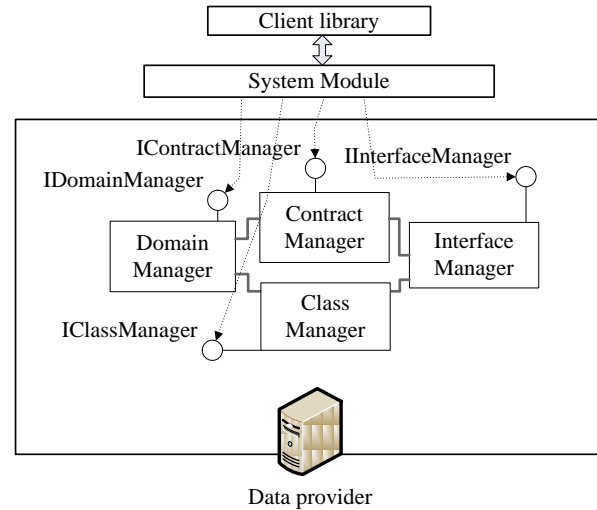 Client library
System Module
IContractManager
IInterfaceManager
IDomainManager
Contract
Manager
Domain
Manager
Interface
Manager
Class
Manager
IClassManager
Data provider